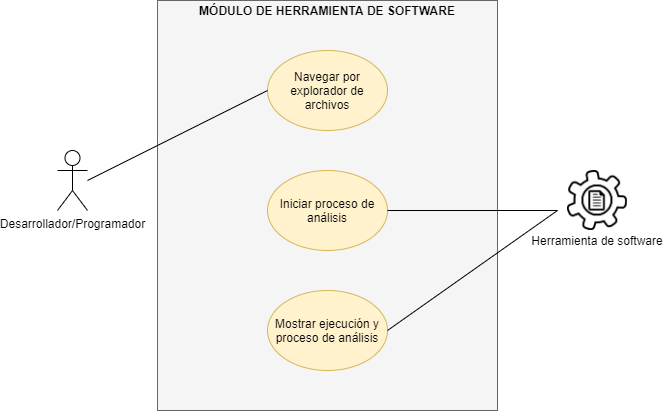 MÓDULO DE HERRAMIENTA DE SOFTWARE
Navegar por
explorador de
archivos
Desarrollador/Programador
Iniciar proceso de
análisis
Herramienta de software
Mostrar ejecución y
proceso de análisis